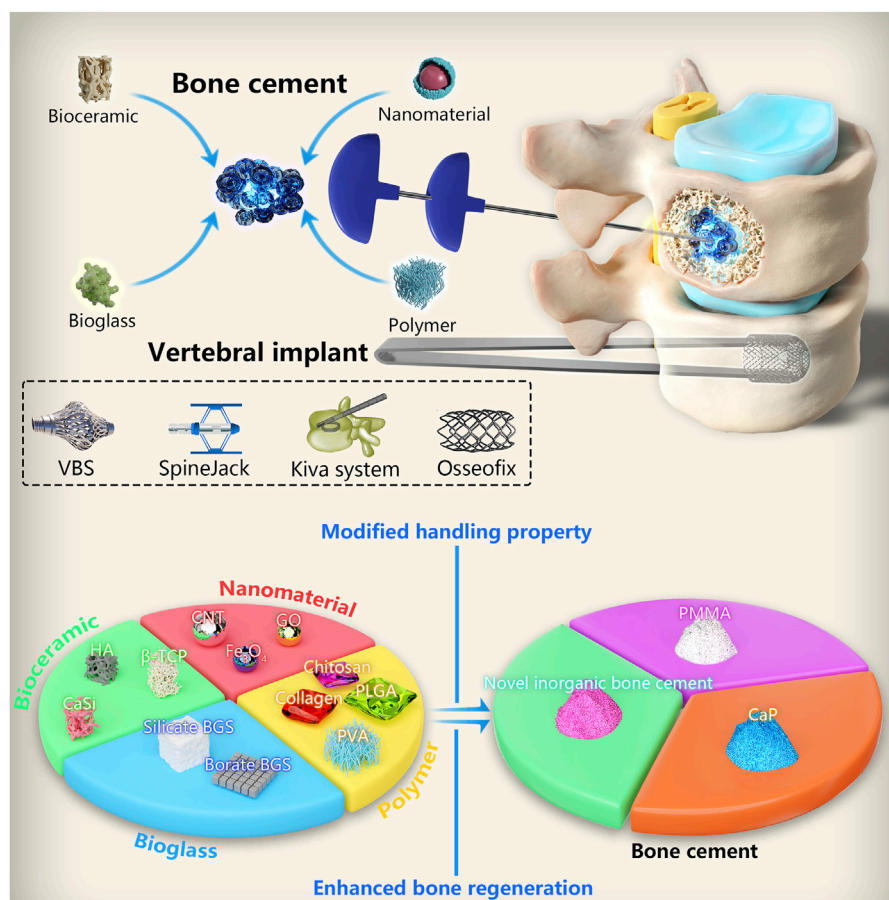 Bone cement
Bioceramic
Nanomaterial
Bioglass
Polymer
Vertebral implant
VBS
SpineJack
Kiva system
Osseofix
Modified handling property
Nanomaterial
CNT
GO
Fe₃O₄
Bioceramic
HA
β-TCP
CaSi
Chitosan
Collagen
PLGA
PVA
Polymer
Silicate BGS
Borate BGS
Bioglass
PMMA
Novel inorganic bone cement
CaP
Bone cement
Enhanced bone regeneration